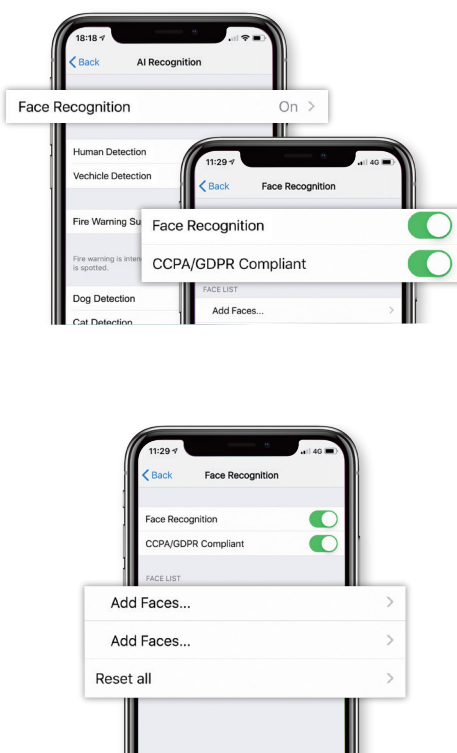 18:18
Back
AI Recognition
Face Recognition
On
Human Detection
Vechicle Detection
Fire Warning Su
Fire warning is inten
is spotted.
Dog Detection
Cat Detection
11:29
4G
Back
Face Recognition
Face Recognition
CCPA/GDPR Compliant
FACE LIST
Add Faces...
11:29
4G
Back
Face Recognition
Face Recognition
CCPA/GDPR Compliant
FACE LIST
Add Faces...
Add Faces...
Reset all